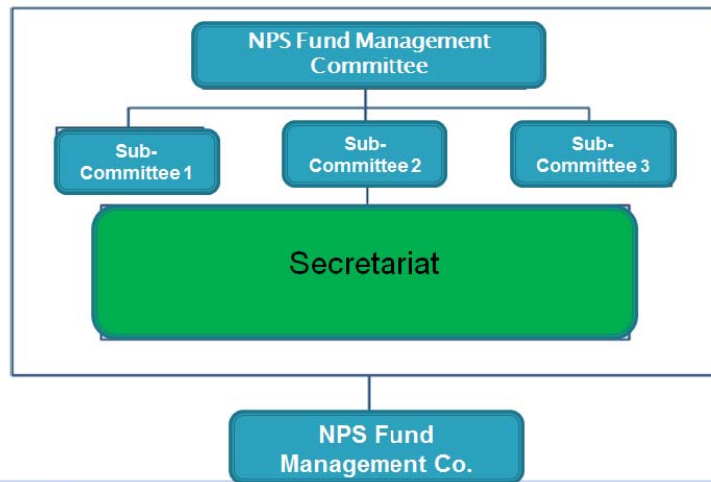 NPS Fund Management
Committee
Sub-
Committee 1
Sub-
Committee 2
Sub-
Committee 3
Secretariat
NPS Fund
Management Co.